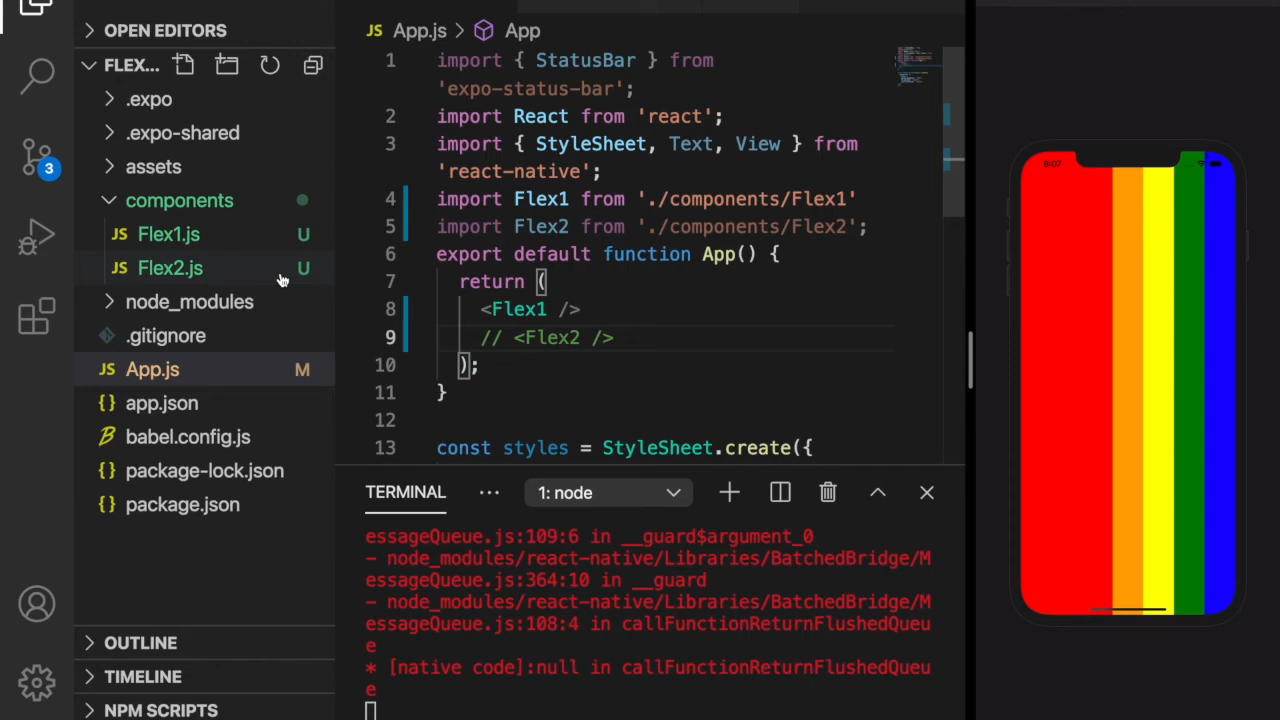 OPEN EDITORS
FLEX...
.expo
.expo-shared
assets
components
JS Flex1.js U
JS Flex2.js U
node_modules
.gitignore
JS App.js M
{} app.json
babel.config.js
{} package-lock.json
{} package.json
OUTLINE
TIMELINE
NPM SCRIPTS
3
JS App.js > App
1 import { StatusBar } from
'expo-status-bar';
2 import React from 'react';
3 import { StyleSheet, Text, View } from
'react-native';
4 import Flex1 from './components/Flex1'
5 import Flex2 from './components/Flex2';
6 export default function App() {
7 return (
8 <Flex1 />
9 // <Flex2 />
10 );
11 }
12
13 const styles = StyleSheet.create({
TERMINAL ... 1: node
essageQueue.js:109:6 in __guard$argument_0
- node_modules/react-native/Libraries/BatchedBridge/M
essageQueue.js:364:10 in __guard
- node_modules/react-native/Libraries/BatchedBridge/M
essageQueue.js:108:4 in callFunctionReturnFlushedQueu
e
* [native code]:null in callFunctionReturnFlushedQueu
e
8:07